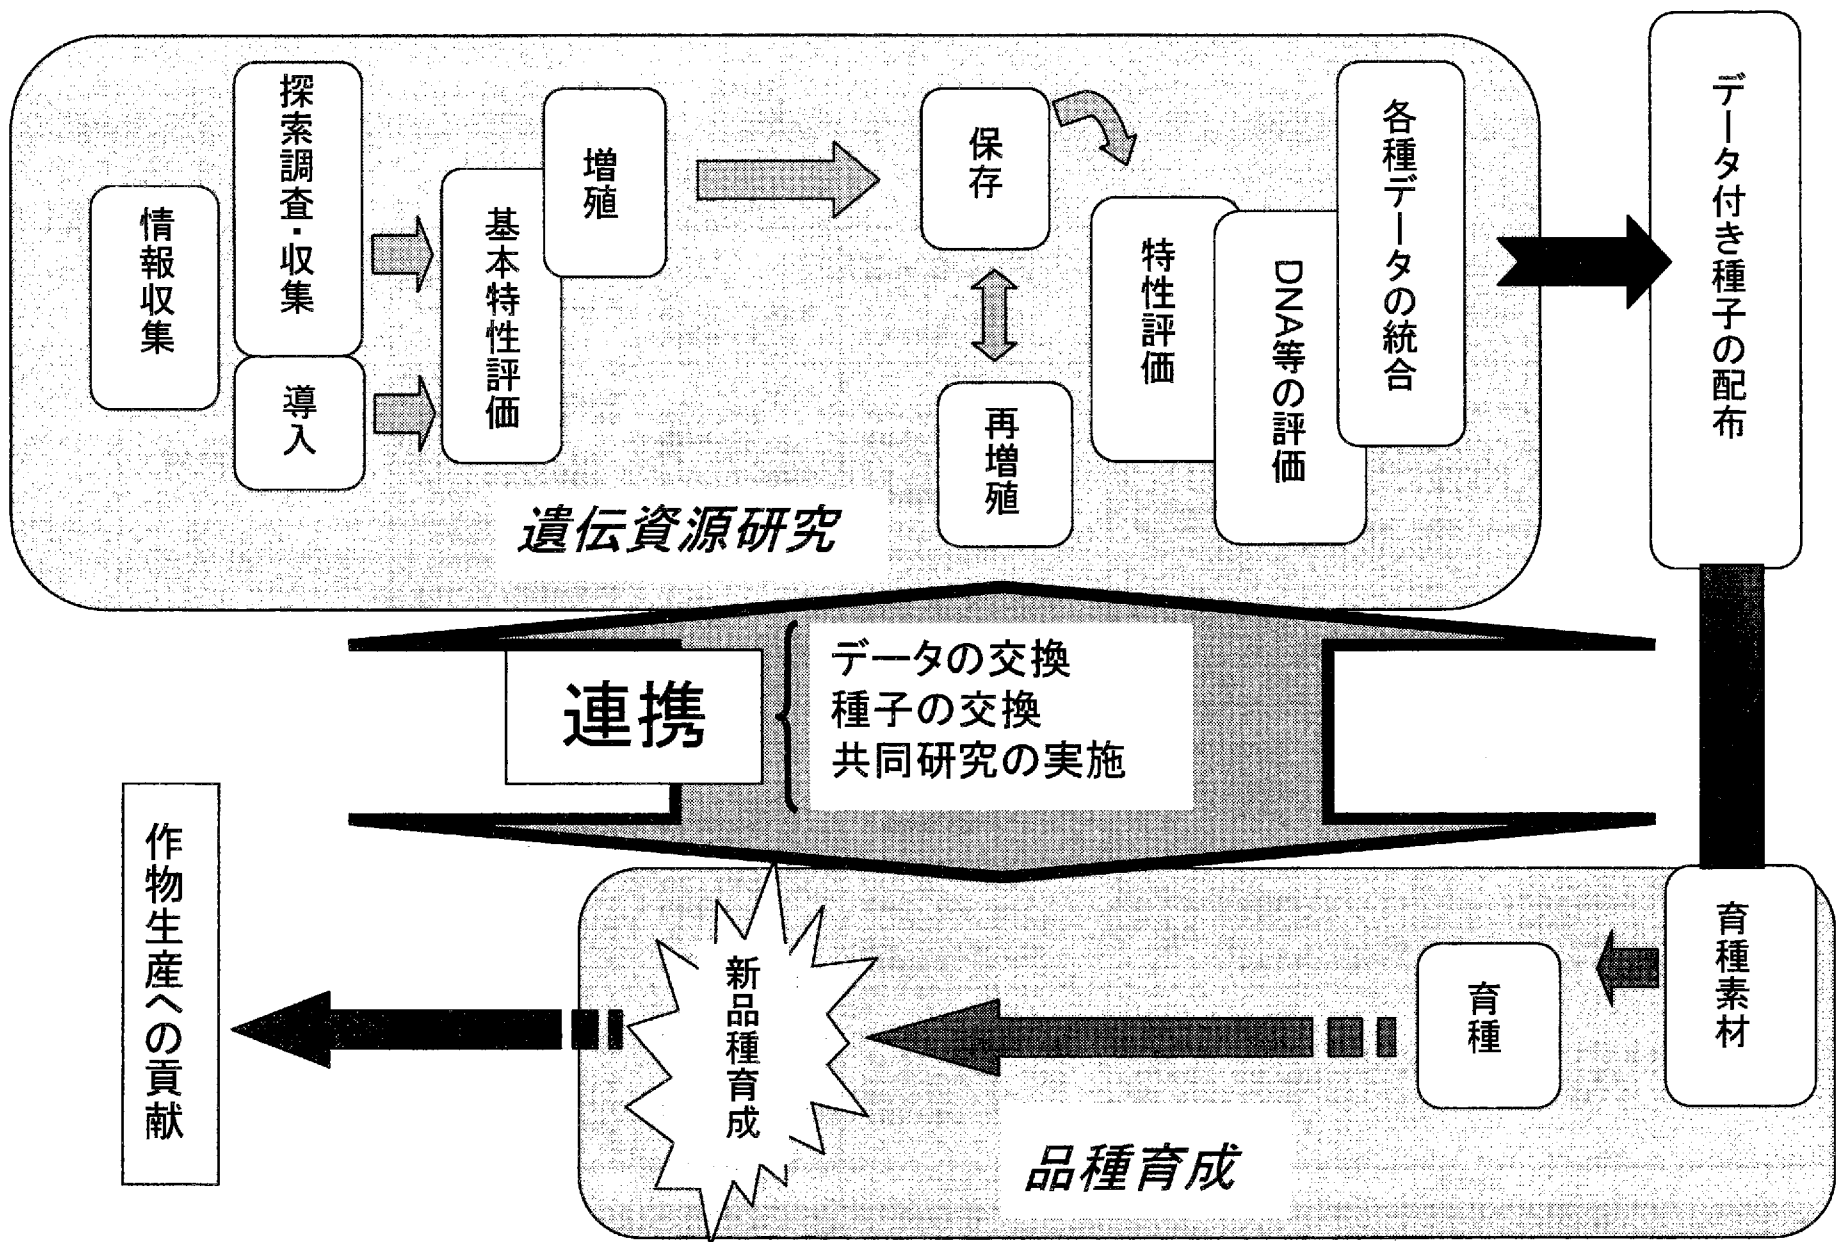 情報収集
探索調査・収集
導入
基本特性評価
増殖
保存
再増殖
特性評価
DNA等の評価
各種データの統合
データ付き種子の配布
遺伝資源研究
連携
データの交換
種子の交換
共同研究の実施
育種素材
育種
新品種育成
品種育成
作物生産への貢献